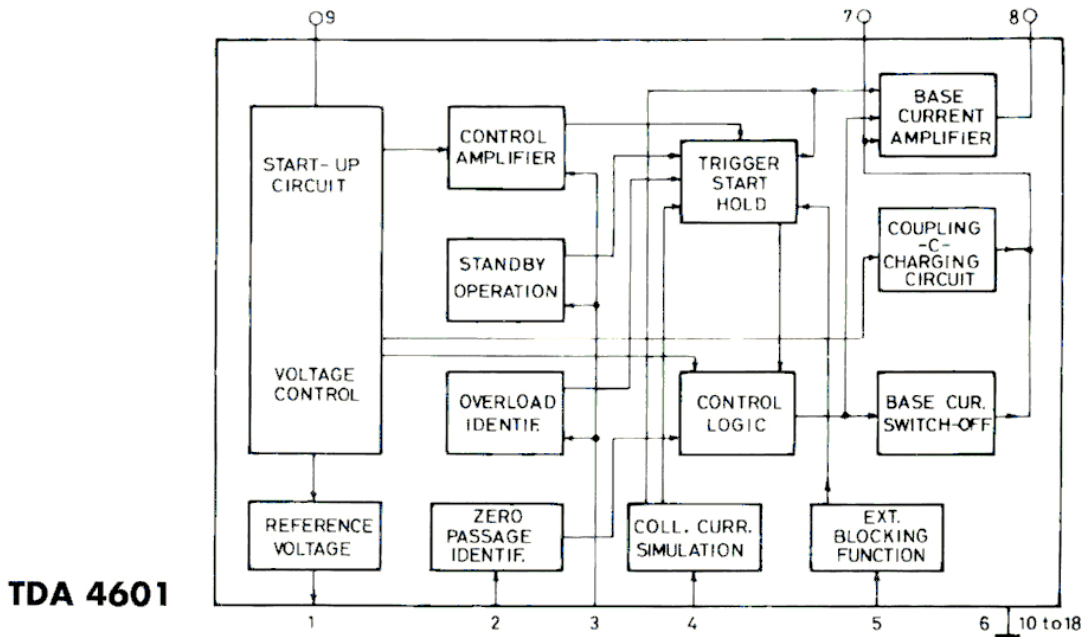 9
7
8
START-UP
CIRCUIT
VOLTAGE
CONTROL
CONTROL
AMPLIFIER
TRIGGER
START
HOLD
BASE
CURRENT
AMPLIFIER
STANDBY
OPERATION
COUPLING
-C-
CHARGING
CIRCUIT
OVERLOAD
IDENTIF.
CONTROL
LOGIC
BASE CUR.
SWITCH-OFF
REFERENCE
VOLTAGE
ZERO
PASSAGE
IDENTIF.
COLL. CURR.
SIMULATION
EXT.
BLOCKING
FUNCTION
TDA 4601
1
2
3
4
5
6
10 to 18